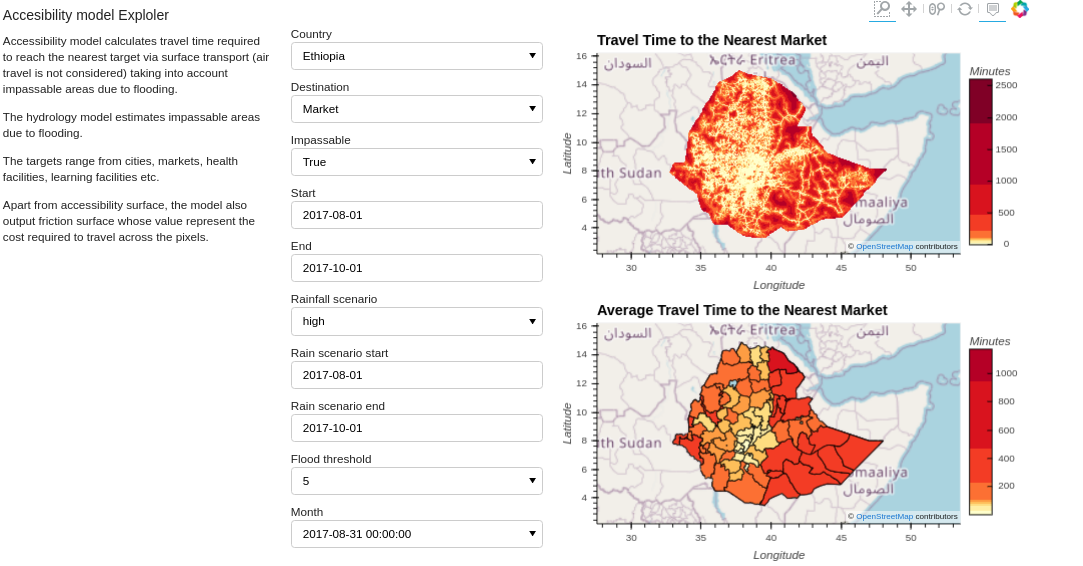 Accesibility model Exploler
Accessibility model calculates travel time required
to reach the nearest target via surface transport (air
travel is not considered) taking into account
impassable areas due to flooding.
The hydrology model estimates impassable areas
due to flooding.
The targets range from cities, markets, health
facilities, learning facilities etc.
Apart from accessibility surface, the model also
output friction surface whose value represent the
cost required to travel across the pixels.
Country
Ethiopia
Destination
Market
Impassable
True
Start
2017-08-01
End
2017-10-01
Rainfall scenario
high
Rain scenario start
2017-08-01
Rain scenario end
2017-10-01
Flood threshold
5
Month
2017-08-31 00:00:00
Travel Time to the Nearest Market
16
14
12
10
8
6
4
Latitude
السودان
ኤርትራ Eritrea
اليمن
th Sudan
maaliya
الصومال
© OpenStreetMap contributors
30
35
40
45
50
Longitude
Minutes
2500
2000
1500
1000
500
0
Average Travel Time to the Nearest Market
16
14
12
10
8
6
4
Latitude
السودان
ኤርትራ Eritrea
اليمن
th Sudan
maaliya
الصومال
© OpenStreetMap contributors
30
35
40
45
50
Longitude
Minutes
1000
800
600
400
200